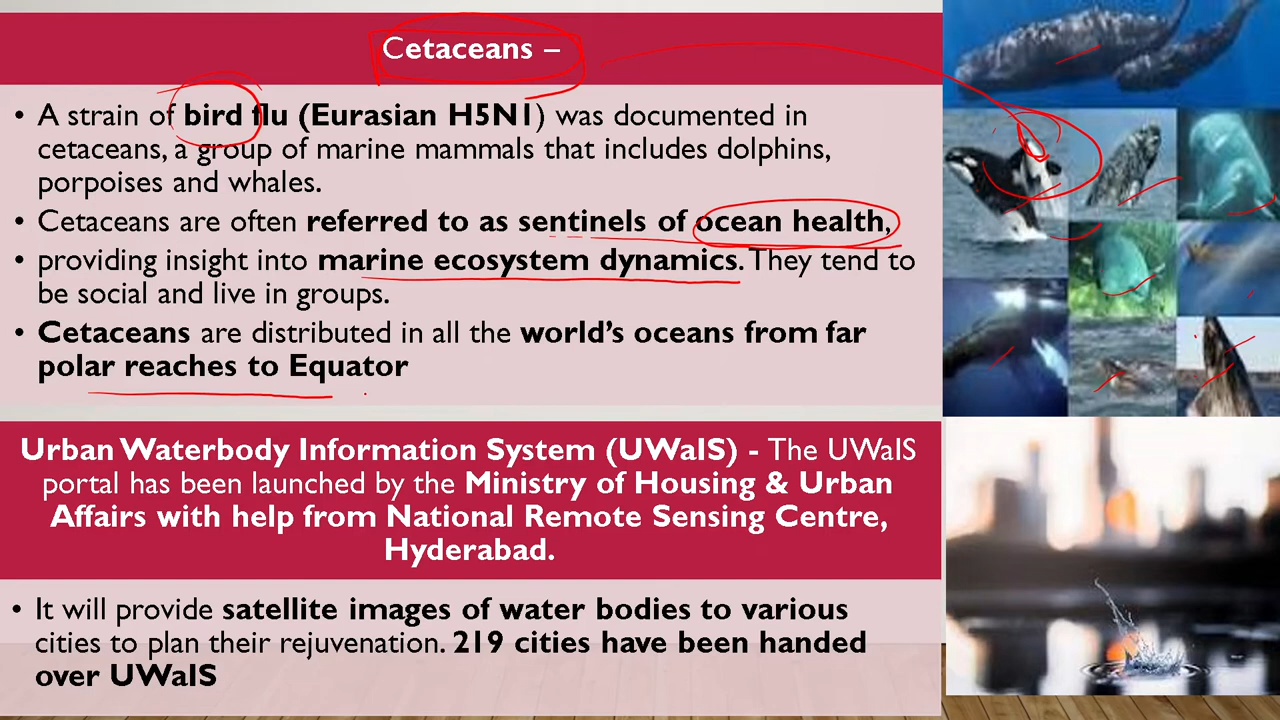 Cetaceans –
• A strain of bird flu (Eurasian H5N1) was documented in
cetaceans, a group of marine mammals that includes dolphins,
porpoises and whales.
• Cetaceans are often referred to as sentinels of ocean health,
• providing insight into marine ecosystem dynamics. They tend to
be social and live in groups.
• Cetaceans are distributed in all the world's oceans from far
polar reaches to Equator
Urban Waterbody Information System (UWaIS) - The UWaIS
portal has been launched by the Ministry of Housing & Urban
Affairs with help from National Remote Sensing Centre,
Hyderabad.
• It will provide satellite images of water bodies to various
cities to plan their rejuvenation. 219 cities have been handed
over UWaIS